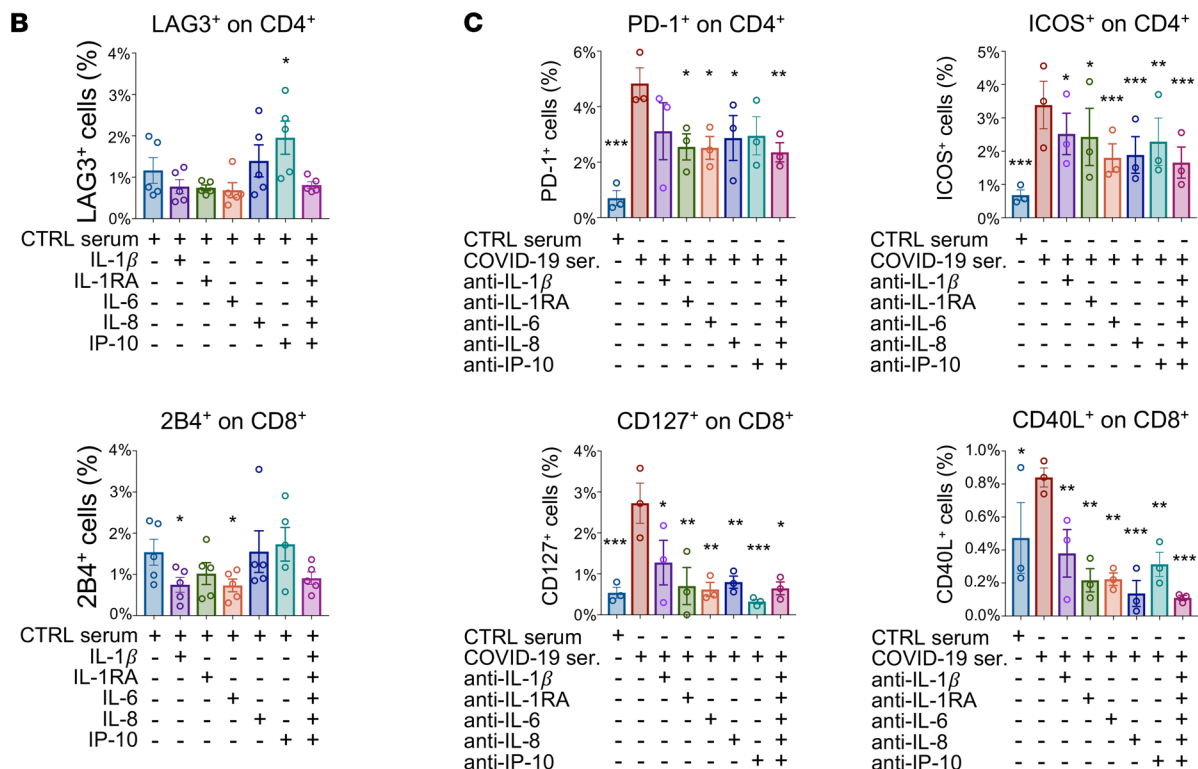 B
LAG3⁺ on CD4⁺
LAG3⁺ cells (%)
4%
3%
2%
1%
0%
*
CTRL serum + + + + + + +
IL-1β - + - - - - +
IL-1RA - - + - - - +
IL-6 - - - + - - +
IL-8 - - - - + - +
IP-10 - - - - - + +
2B4⁺ on CD8⁺
2B4⁺ cells (%)
4%
3%
2%
1%
0%
* *
CTRL serum + + + + + + +
IL-1β - + - - - - +
IL-1RA - - + - - - +
IL-6 - - - + - - +
IL-8 - - - - + - +
IP-10 - - - - - + +
C
PD-1⁺ on CD4⁺
PD-1⁺ cells (%)
6%
4%
2%
0%
*** * * * **
CTRL serum + - - - - - - -
COVID-19 ser. - + + + + + + +
anti-IL-1β - - + - - - - +
anti-IL-1RA - - - + - - - +
anti-IL-6 - - - - + - - +
anti-IL-8 - - - - - + - +
anti-IP-10 - - - - - - + +
ICOS⁺ on CD4⁺
ICOS⁺ cells (%)
5%
4%
3%
2%
1%
0%
*** * * *** *** ** ***
CTRL serum + - - - - - - -
COVID-19 ser. - + + + + + + +
anti-IL-1β - - + - - - - +
anti-IL-1RA - - - + - - - +
anti-IL-6 - - - - + - - +
anti-IL-8 - - - - - + - +
anti-IP-10 - - - - - - + +
CD127⁺ on CD8⁺
CD127⁺ cells (%)
4%
3%
2%
1%
0%
*** * ** ** ** *** *
CTRL serum + - - - - - - -
COVID-19 ser. - + + + + + + +
anti-IL-1β - - + - - - - +
anti-IL-1RA - - - + - - - +
anti-IL-6 - - - - + - - +
anti-IL-8 - - - - - + - +
anti-IP-10 - - - - - - + +
CD40L⁺ on CD8⁺
CD40L⁺ cells (%)
1.0%
0.8%
0.6%
0.4%
0.2%
0.0%
* ** ** ** *** ** ***
CTRL serum + - - - - - - -
COVID-19 ser. - + + + + + + +
anti-IL-1β - - + - - - - +
anti-IL-1RA - - - + - - - +
anti-IL-6 - - - - + - - +
anti-IL-8 - - - - - + - +
anti-IP-10 - - - - - - + +